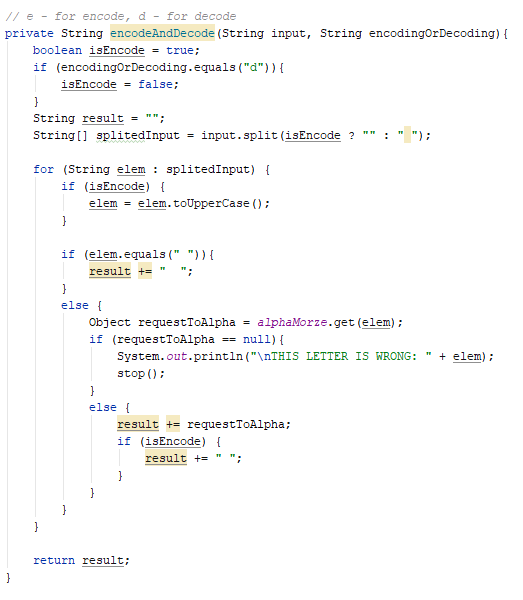 // e - for encode, d - for decode
private String encodeAndDecode(String input, String encodingOrDecoding){
    boolean isEncode = true;
    if (encodingOrDecoding.equals("d")){
        isEncode = false;
    }
    String result = "";
    String[] splitedInput = input.split(isEncode ? "" : " ");

    for (String elem : splitedInput) {
        if (isEncode) {
            elem = elem.toUpperCase();
        }

        if (elem.equals(" ")){
            result += "  ";
        }
        else {
            Object requestToAlpha = alphaMorze.get(elem);
            if (requestToAlpha == null){
                System.out.println("\nTHIS LETTER IS WRONG: " + elem);
                stop();
            }
            else {
                result += requestToAlpha;
                if (isEncode) {
                    result += " ";
                }
            }
        }
    }

    return result;
}